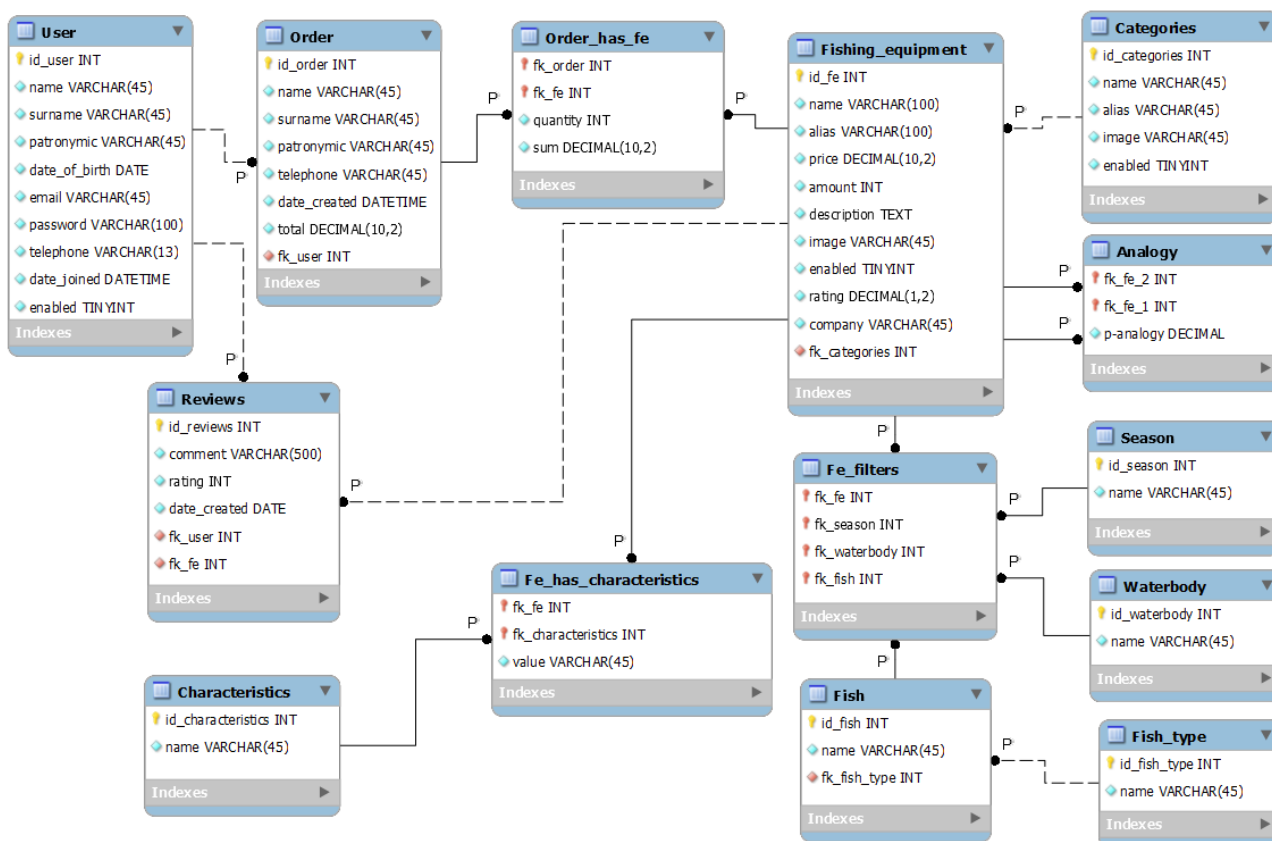 User
id_user INT
name VARCHAR(45)
surname VARCHAR(45)
patronymic VARCHAR(45)
date_of_birth DATE
email VARCHAR(45)
password VARCHAR(100)
telephone VARCHAR(13)
date_joined DATETIME
enabled TINYINT
Indexes
Order
id_order INT
name VARCHAR(45)
surname VARCHAR(45)
patronymic VARCHAR(45)
telephone VARCHAR(45)
date_created DATETIME
total DECIMAL(10,2)
fk_user INT
Indexes
Order_has_fe
fk_order INT
fk_fe INT
quantity INT
sum DECIMAL(10,2)
Indexes
Fishing_equipment
id_fe INT
name VARCHAR(100)
alias VARCHAR(100)
price DECIMAL(10,2)
amount INT
description TEXT
image VARCHAR(45)
enabled TINYINT
rating DECIMAL(1,2)
company VARCHAR(45)
fk_categories INT
Indexes
Categories
id_categories INT
name VARCHAR(45)
alias VARCHAR(45)
image VARCHAR(45)
enabled TINYINT
Indexes
Analogy
fk_fe_2 INT
fk_fe_1 INT
p-analogy DECIMAL
Indexes
Reviews
id_reviews INT
comment VARCHAR(500)
rating INT
date_created DATE
fk_user INT
fk_fe INT
Indexes
Fe_has_characteristics
fk_fe INT
fk_characteristics INT
value VARCHAR(45)
Indexes
Fe_filters
fk_fe INT
fk_season INT
fk_waterbody INT
fk_fish INT
Indexes
Season
id_season INT
name VARCHAR(45)
Indexes
Waterbody
id_waterbody INT
name VARCHAR(45)
Indexes
Characteristics
id_characteristics INT
name VARCHAR(45)
Indexes
Fish
id_fish INT
name VARCHAR(45)
fk_fish_type INT
Indexes
Fish_type
id_fish_type INT
name VARCHAR(45)
Indexes
P
P
P
P
P
P
P
P
P
P
P
P
P
P